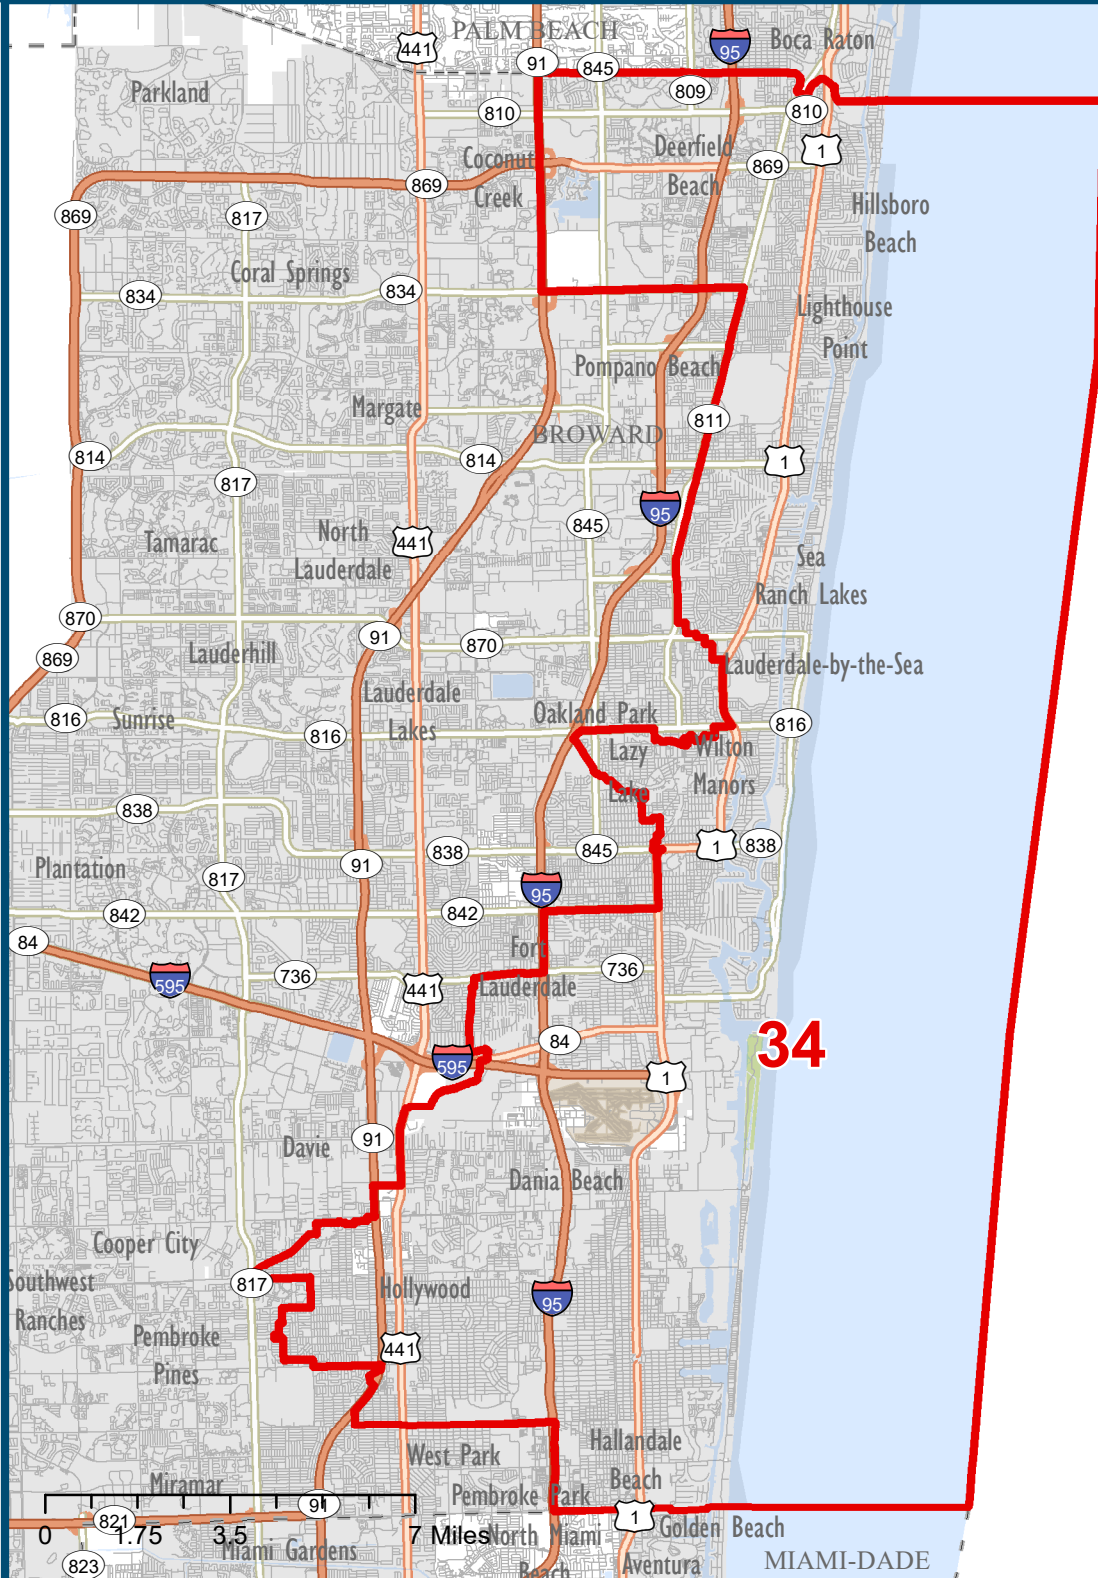 PALM BEACH
Boca Raton
441
95
91
845
Parkland
809
810
810
Coconut
Creek
Deerfield
Beach
1
869
869
869
817
Hillsboro
Beach
Coral Springs
834
834
Lighthouse
Point
Pompano Beach
Margate
811
BROWARD
814
814
1
817
95
845
North
Lauderdale
441
Tamarac
Sea
Ranch Lakes
870
91
870
869
Lauderhill
Lauderdale-by-the-Sea
Lauderdale
Lakes
816
Sunrise
816
Oakland Park
816
Lazy
Lake
Wilton
Manors
838
Plantation
817
91
838
845
1
838
95
842
842
84
Fort
Lauderdale
595
736
441
736
34
84
595
1
91
Davie
Dania Beach
Cooper City
Southwest
Ranches
817
Hollywood
95
Pembroke
Pines
441
Hallandale
Beach
West Park
Miramar
Pembroke Park
91
1
821
0 1.75 3.5 7 Miles
North Miami
Beach
Golden Beach
823
Miami Gardens
Aventura
MIAMI-DADE